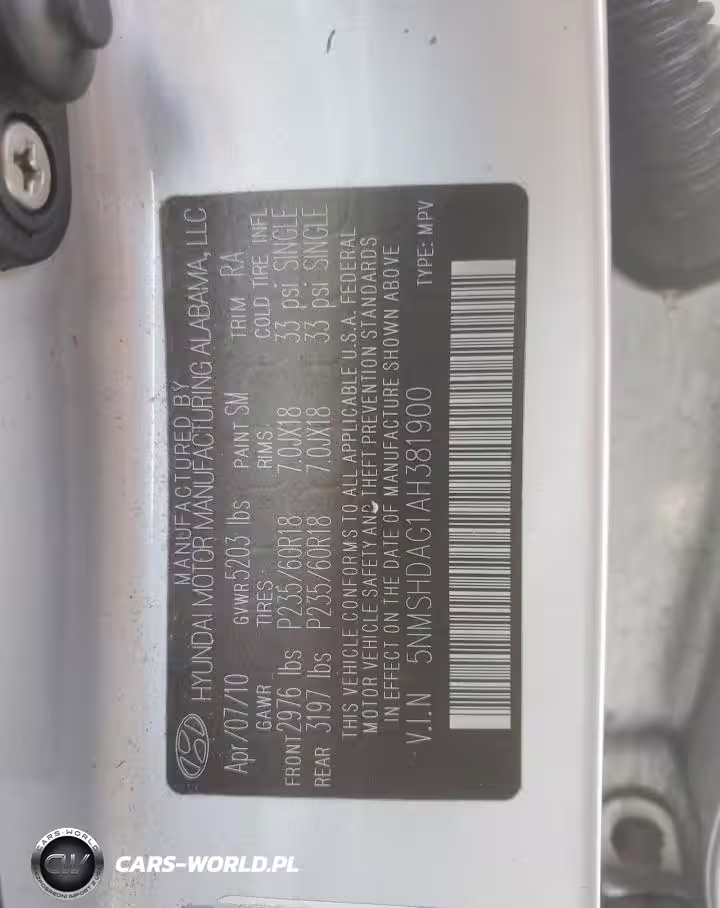 MANUFACTURED BY
HYUNDAI MOTOR MANUFACTURING ALABAMA, LLC
Apr/07/10 GVWR 5203 lbs PAINT SM TRIM RA
GAWR TIRES RIMS COLD TIRE INFL
FRONT 2976 lbs P235/60R18 7.0JX18 33 psi SINGLE
REAR 3197 lbs P235/60R18 7.0JX18 33 psi SINGLE
THIS VEHICLE CONFORMS TO ALL APPLICABLE U.S.A. FEDERAL
MOTOR VEHICLE SAFETY AND THEFT PREVENTION STANDARDS
IN EFFECT ON THE DATE OF MANUFACTURE SHOWN ABOVE
V.I.N 5NMSHDAG1AH381900 TYPE: MPV
CARS-WORLD
CW
CARS-WORLD.PL